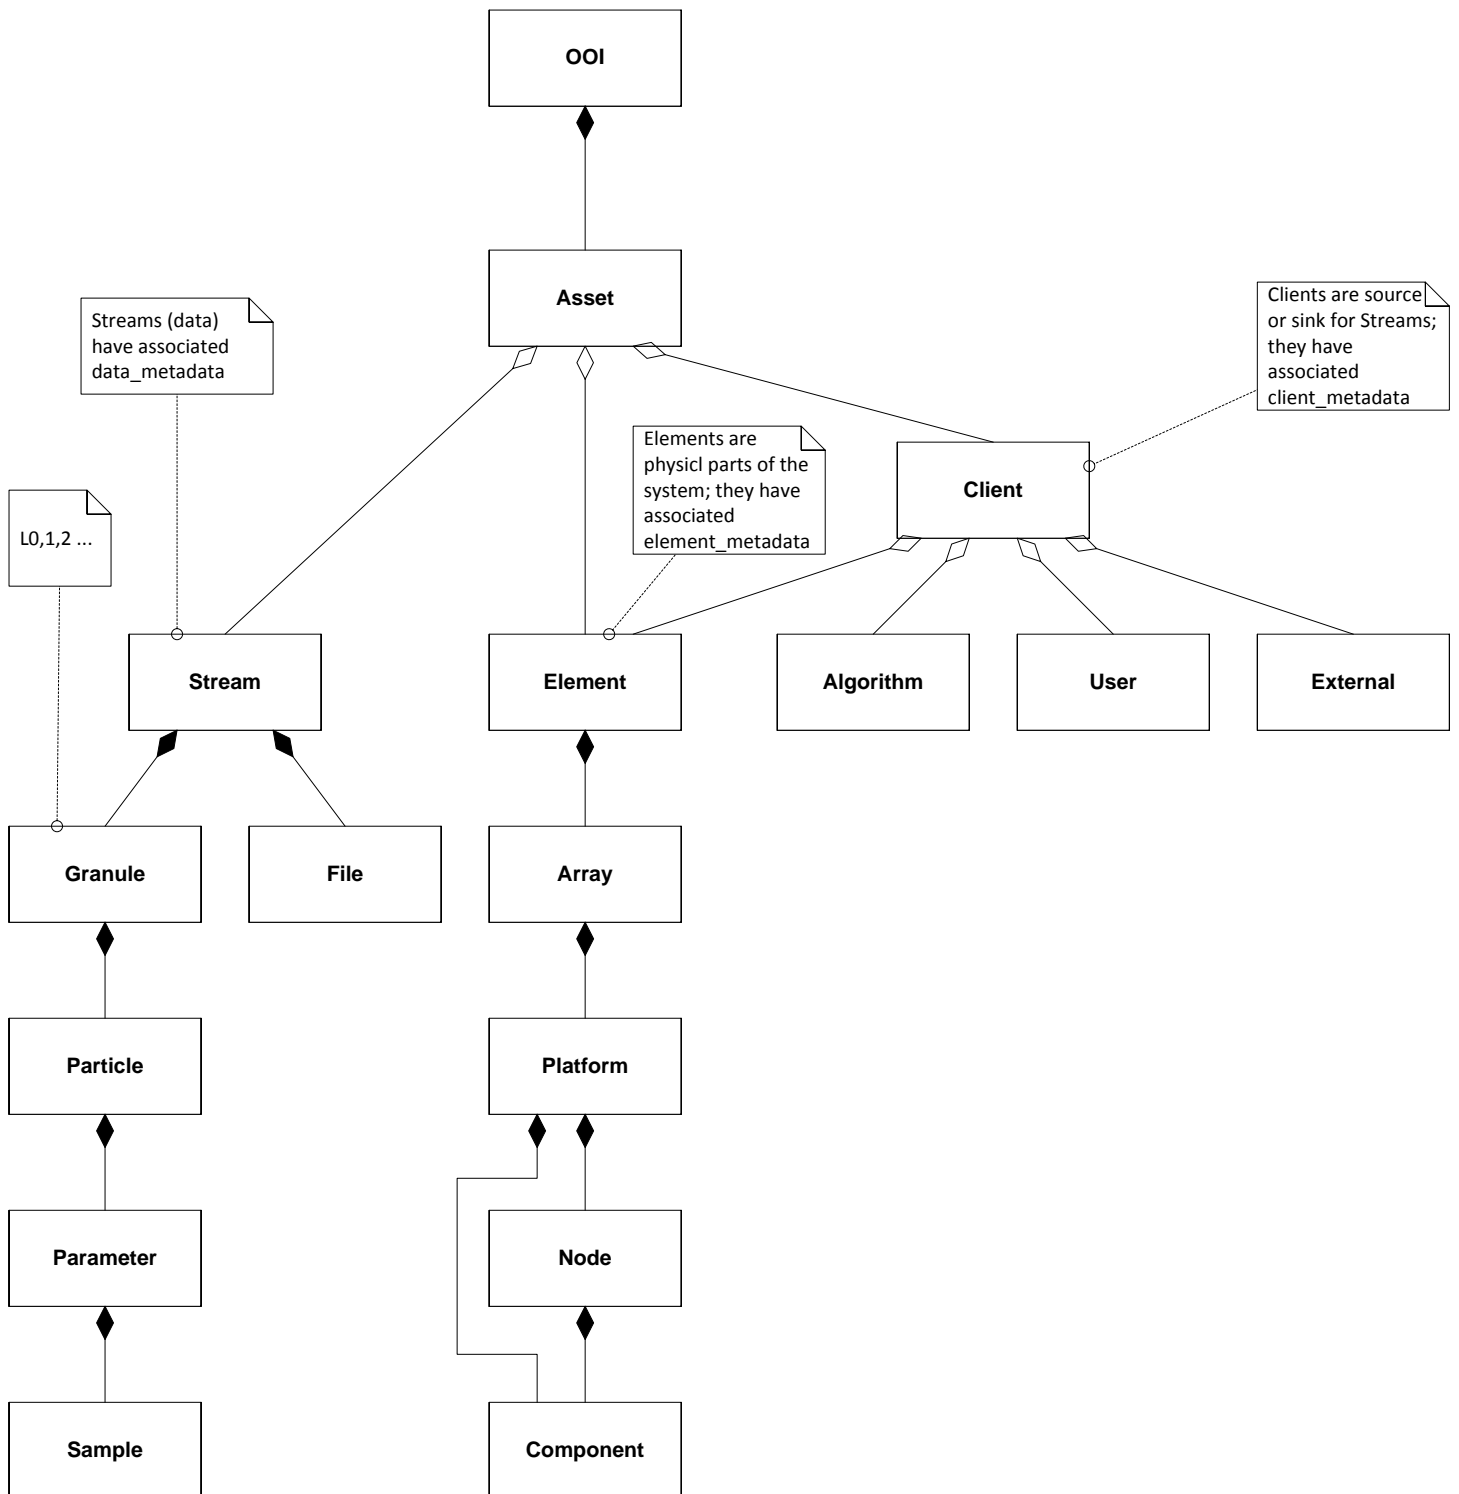 OOI
Asset
Streams (data)
have associated
data_metadata
Clients are source
or sink for Streams;
they have
associated
client_metadata
Elements are
physicl parts of the
system; they have
associated
element_metadata
Client
L0,1,2 ...
Stream
Element
Algorithm
User
External
Granule
File
Array
Particle
Platform
Parameter
Node
Sample
Component